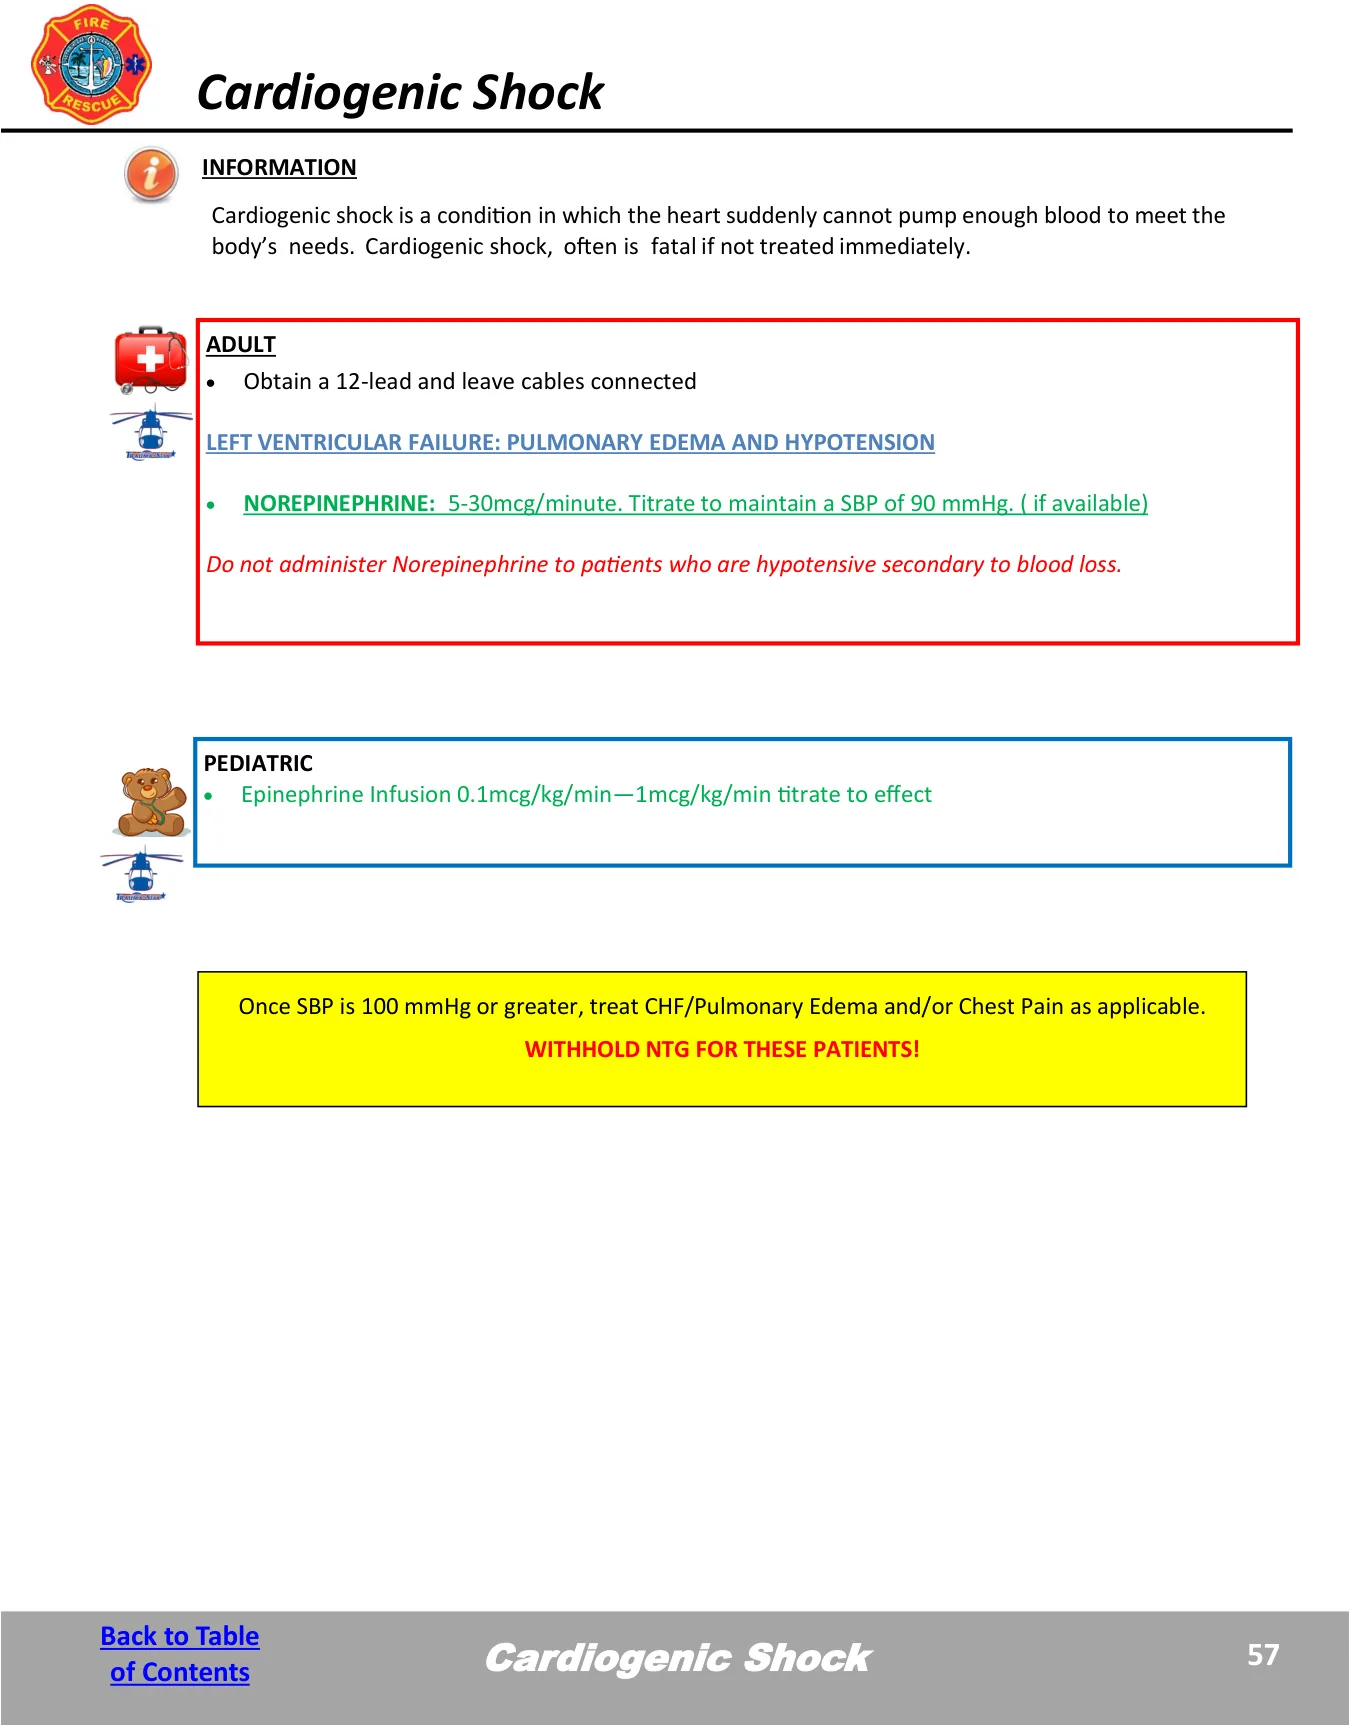 FIRE
RESCUE
Cardiogenic Shock
i
INFORMATION
Cardiogenic shock is a condition in which the heart suddenly cannot pump enough blood to meet the
body’s  needs.  Cardiogenic shock,  often is  fatal if not treated immediately.
ADULT
• Obtain a 12-lead and leave cables connected
LEFT VENTRICULAR FAILURE: PULMONARY EDEMA AND HYPOTENSION
• NOREPINEPHRINE:  5-30mcg/minute. Titrate to maintain a SBP of 90 mmHg. ( if available)
Do not administer Norepinephrine to patients who are hypotensive secondary to blood loss.
PEDIATRIC
• Epinephrine Infusion 0.1mcg/kg/min—1mcg/kg/min titrate to effect
Once SBP is 100 mmHg or greater, treat CHF/Pulmonary Edema and/or Chest Pain as applicable.
WITHHOLD NTG FOR THESE PATIENTS!
Back to Table
of Contents
Cardiogenic Shock
57